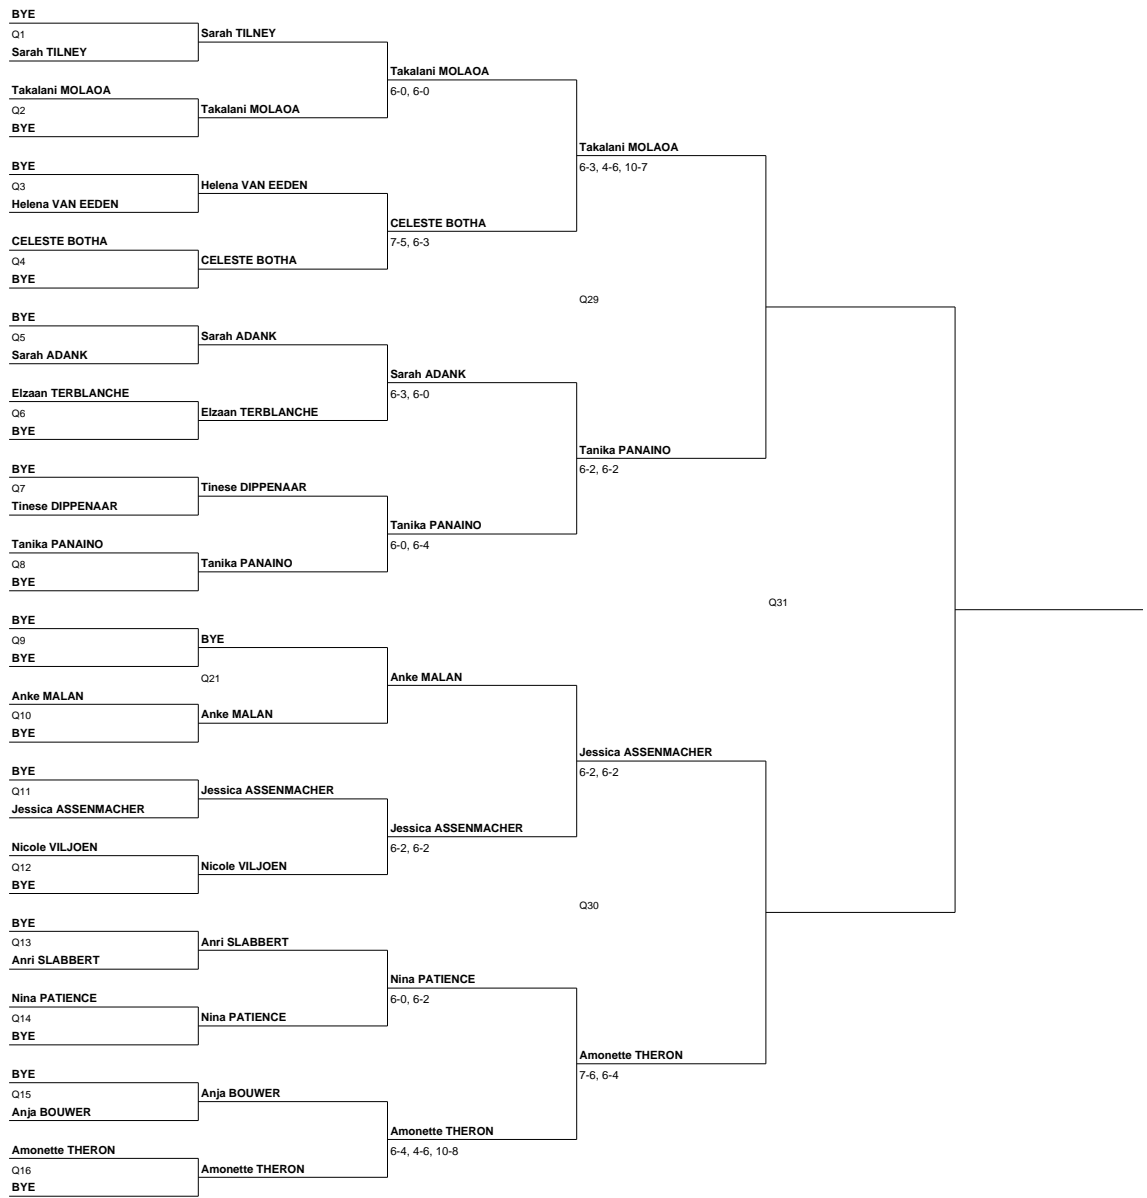 BYE
Q1
Sarah TILNEY
Takalani MOLAOA
Q2
BYE
BYE
Q3
Helena VAN EEDEN
CELESTE BOTHA
Q4
BYE
BYE
Q5
Sarah ADANK
Elzaan TERBLANCHE
Q6
BYE
BYE
Q7
Tinese DIPPENAAR
Tanika PANAINO
Q8
BYE
BYE
Q9
BYE
Anke MALAN
Q10
BYE
BYE
Q11
Jessica ASSENMACHER
Nicole VILJOEN
Q12
BYE
BYE
Q13
Anri SLABBERT
Nina PATIENCE
Q14
BYE
BYE
Q15
Anja BOUWER
Amonette THERON
Q16
BYE
Sarah TILNEY
Takalani MOLAOA
Helena VAN EEDEN
CELESTE BOTHA
Sarah ADANK
Elzaan TERBLANCHE
Tinese DIPPENAAR
Tanika PANAINO
BYE
Q21
Anke MALAN
Jessica ASSENMACHER
Nicole VILJOEN
Anri SLABBERT
Nina PATIENCE
Anja BOUWER
Amonette THERON
Takalani MOLAOA
6-0, 6-0
CELESTE BOTHA
7-5, 6-3
Sarah ADANK
6-3, 6-0
Tanika PANAINO
6-0, 6-4
Anke MALAN
Jessica ASSENMACHER
6-2, 6-2
Nina PATIENCE
6-0, 6-2
Amonette THERON
6-4, 4-6, 10-8
Takalani MOLAOA
6-3, 4-6, 10-7
Q29
Tanika PANAINO
6-2, 6-2
Jessica ASSENMACHER
6-2, 6-2
Q30
Amonette THERON
7-6, 6-4
Q31